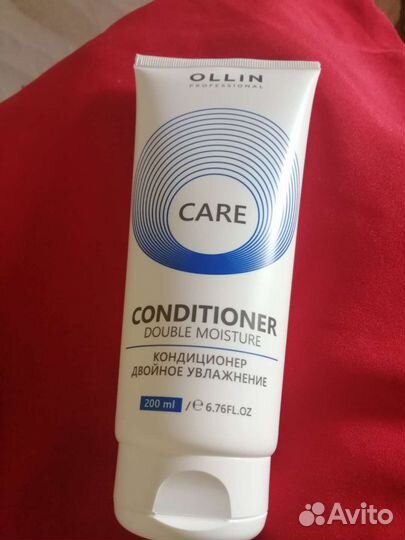 OLLIN
PROFESSIONAL
CARE
CONDITIONER
DOUBLE MOISTURE
КОНДИЦИОНЕР
ДВОЙНОЕ УВЛАЖНЕНИЕ
200 ml / ℮ 6.76FL.OZ
Avito